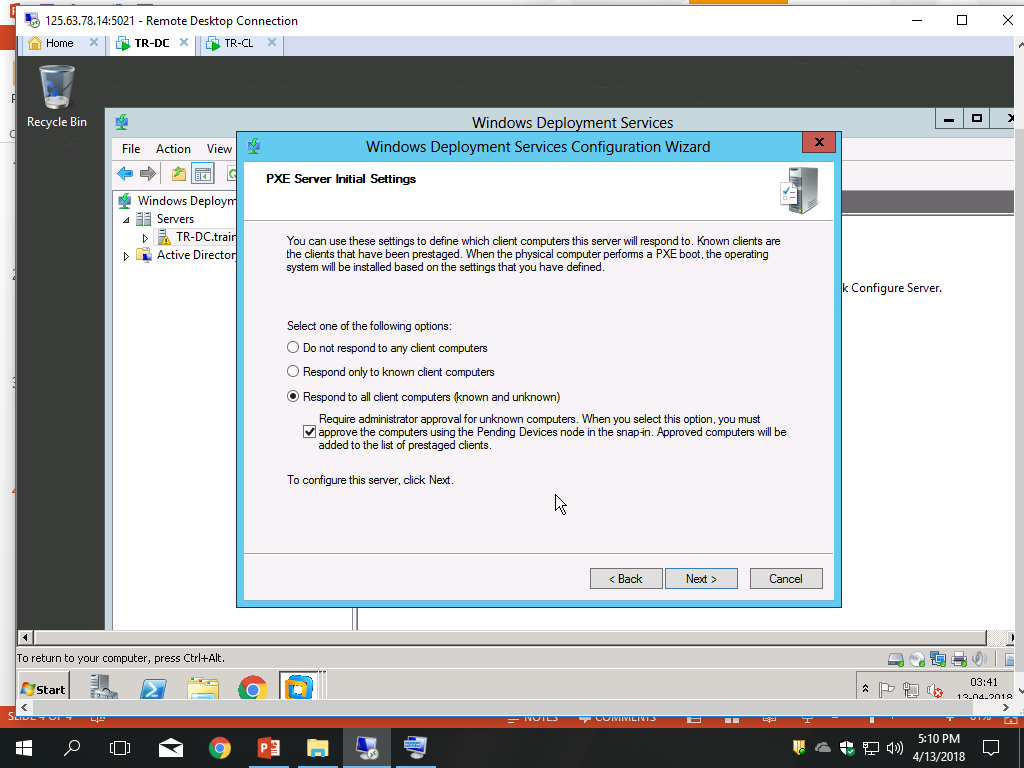 125.63.78.14:5021 - Remote Desktop Connection
Home
TR-DC
TR-CL
Recycle Bin
Windows Deployment Services
File Action View
Windows Deployment Services Configuration Wizard
PXE Server Initial Settings
Windows Deploym
Servers
TR-DC.train
Active Directory
You can use these settings to define which client computers this server will respond to. Known clients are
the clients that have been prestaged. When the physical computer performs a PXE boot, the operating
system will be installed based on the settings that you have defined.
k Configure Server.
Select one of the following options:
Do not respond to any client computers
Respond only to known client computers
Respond to all client computers (known and unknown)
Require administrator approval for unknown computers. When you select this option, you must
approve the computers using the Pending Devices node in the snap-in. Approved computers will be
added to the list of prestaged clients.
To configure this server, click Next.
< Back
Next >
Cancel
To return to your computer, press Ctrl+Alt.
Start
03:41
13-04-2018
SLIDE 4 OF 4
NOTES
COMMENTS
81%
5:10 PM
4/13/2018